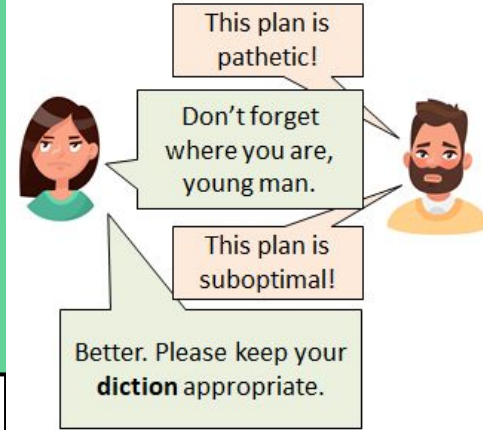 This plan is
pathetic!
Don’t forget
where you are,
young man.
This plan is
suboptimal!
Better. Please keep your
diction appropriate.